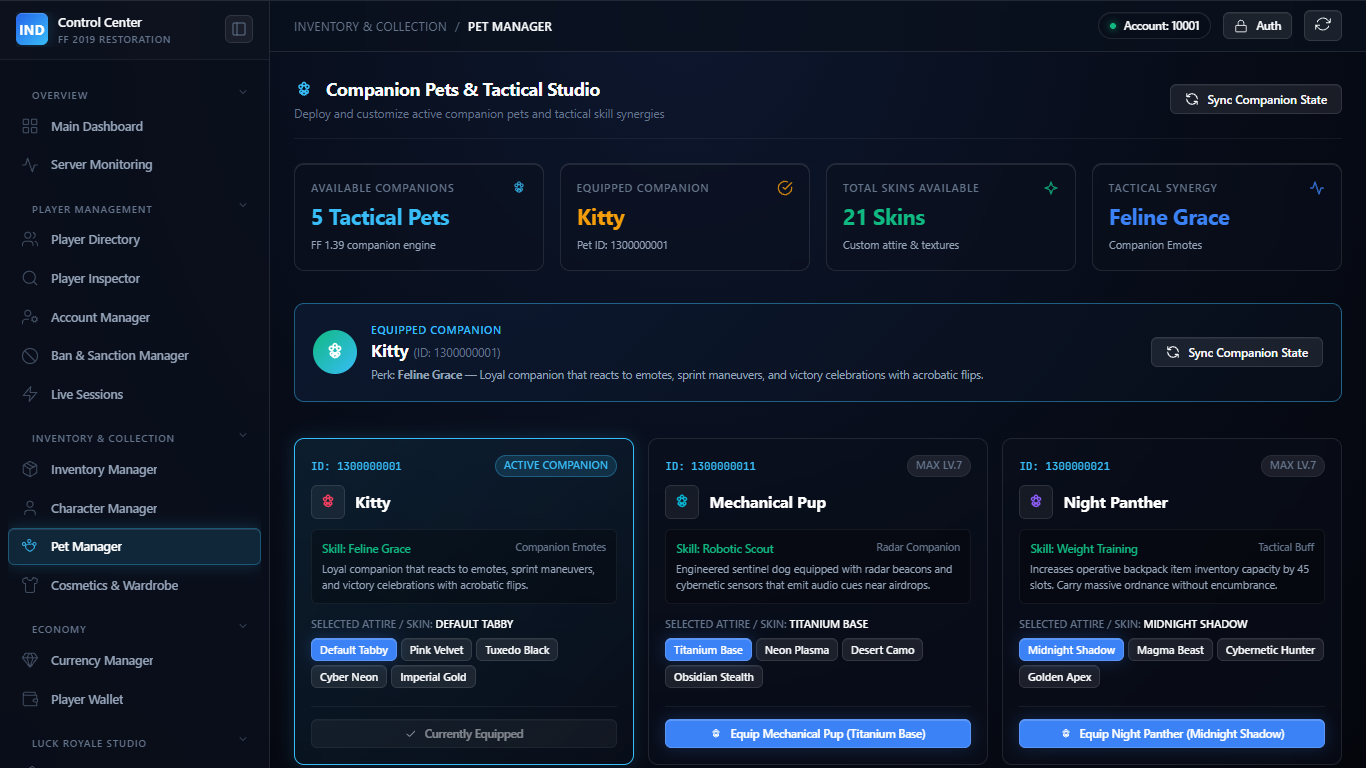 IND
Control Center
FF 2019 RESTORATION
OVERVIEW
Main Dashboard
Server Monitoring
PLAYER MANAGEMENT
Player Directory
Player Inspector
Account Manager
Ban & Sanction Manager
Live Sessions
INVENTORY & COLLECTION
Inventory Manager
Character Manager
Pet Manager
Cosmetics & Wardrobe
ECONOMY
Currency Manager
Player Wallet
LUCK ROYALE STUDIO
INVENTORY & COLLECTION / PET MANAGER
Account: 10001
Auth
Companion Pets & Tactical Studio
Deploy and customize active companion pets and tactical skill synergies
Sync Companion State
AVAILABLE COMPANIONS
5 Tactical Pets
FF 1.39 companion engine
EQUIPPED COMPANION
Kitty
Pet ID: 1300000001
TOTAL SKINS AVAILABLE
21 Skins
Custom attire & textures
TACTICAL SYNERGY
Feline Grace
Companion Emotes
EQUIPPED COMPANION
Kitty (ID: 1300000001)
Perk: Feline Grace — Loyal companion that reacts to emotes, sprint maneuvers, and victory celebrations with acrobatic flips.
Sync Companion State
ID: 1300000001
ACTIVE COMPANION
Kitty
Skill: Feline Grace
Companion Emotes
Loyal companion that reacts to emotes, sprint maneuvers,
and victory celebrations with acrobatic flips.
SELECTED ATTIRE / SKIN: DEFAULT TABBY
Default Tabby
Pink Velvet
Tuxedo Black
Cyber Neon
Imperial Gold
Currently Equipped
ID: 1300000011
MAX LV.7
Mechanical Pup
Skill: Robotic Scout
Radar Companion
Engineered sentinel dog equipped with radar beacons and
cybernetic sensors that emit audio cues near airdrops.
SELECTED ATTIRE / SKIN: TITANIUM BASE
Titanium Base
Neon Plasma
Desert Camo
Obsidian Stealth
Equip Mechanical Pup (Titanium Base)
ID: 1300000021
MAX LV.7
Night Panther
Skill: Weight Training
Tactical Buff
Increases operative backpack item inventory capacity by 45
slots. Carry massive ordnance without encumbrance.
SELECTED ATTIRE / SKIN: MIDNIGHT SHADOW
Midnight Shadow
Magma Beast
Cybernetic Hunter
Golden Apex
Equip Night Panther (Midnight Shadow)